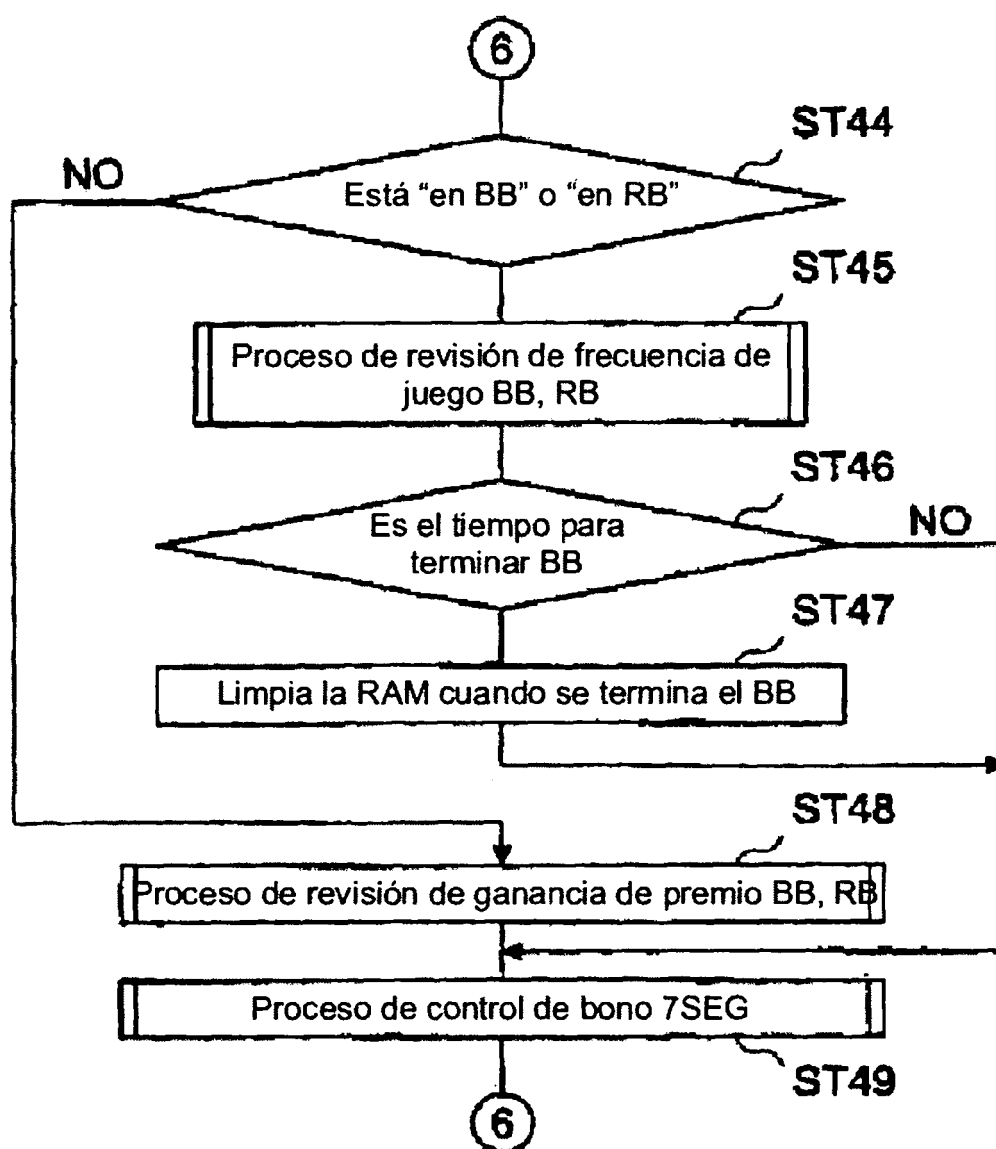 6
ST44
NO
Está “en BB” o “en RB”
ST45
Proceso de revisión de frecuencia de
juego BB, RB
ST46
Es el tiempo para
terminar BB
NO
ST47
Limpia la RAM cuando se termina el BB
ST48
Proceso de revisión de ganancia de premio BB, RB
Proceso de control de bono 7SEG
ST49
6